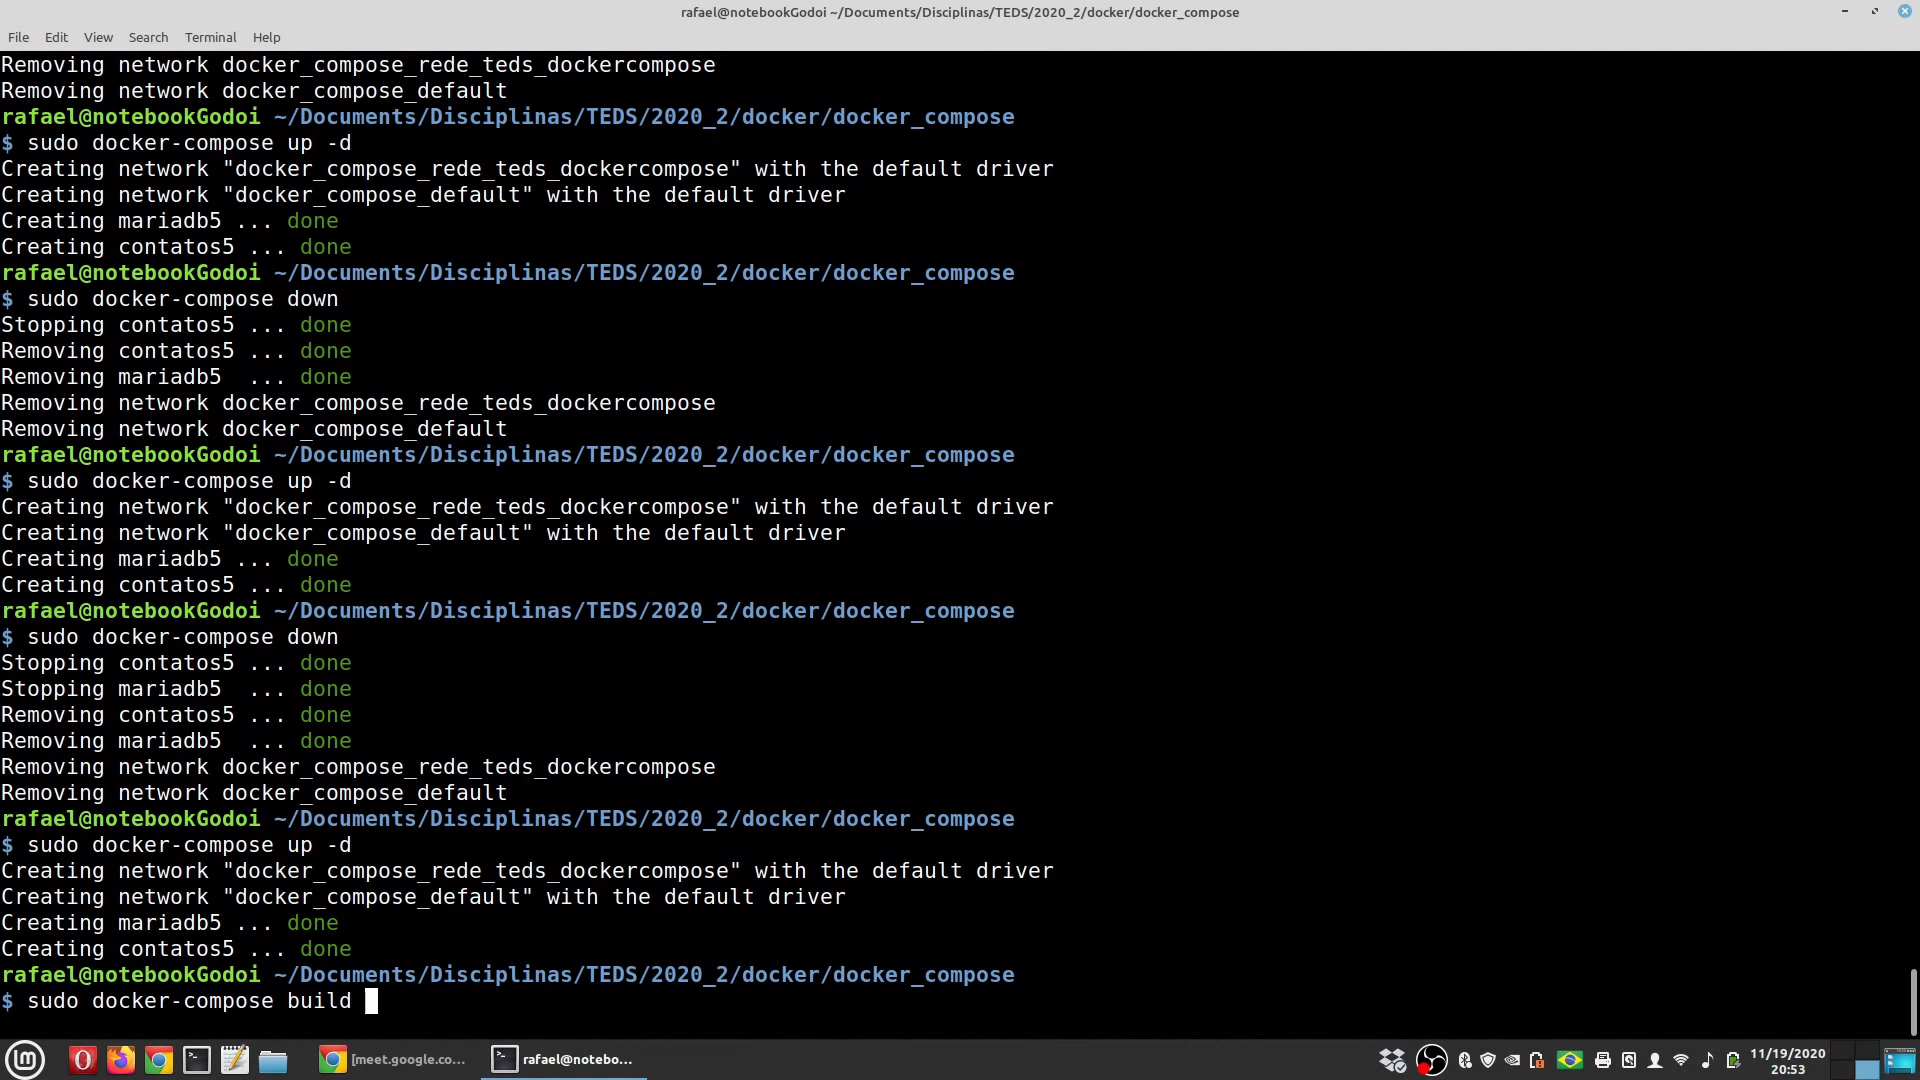 rafael@notebookGodoi ~/Documents/Disciplinas/TEDS/2020_2/docker/docker_compose
File Edit View Search Terminal Help
Removing network docker_compose_rede_teds_dockercompose
Removing network docker_compose_default
rafael@notebookGodoi ~/Documents/Disciplinas/TEDS/2020_2/docker/docker_compose
$ sudo docker-compose up -d
Creating network "docker_compose_rede_teds_dockercompose" with the default driver
Creating network "docker_compose_default" with the default driver
Creating mariadb5 ... done
Creating contatos5 ... done
rafael@notebookGodoi ~/Documents/Disciplinas/TEDS/2020_2/docker/docker_compose
$ sudo docker-compose down
Stopping contatos5 ... done
Removing contatos5 ... done
Removing mariadb5  ... done
Removing network docker_compose_rede_teds_dockercompose
Removing network docker_compose_default
rafael@notebookGodoi ~/Documents/Disciplinas/TEDS/2020_2/docker/docker_compose
$ sudo docker-compose up -d
Creating network "docker_compose_rede_teds_dockercompose" with the default driver
Creating network "docker_compose_default" with the default driver
Creating mariadb5 ... done
Creating contatos5 ... done
rafael@notebookGodoi ~/Documents/Disciplinas/TEDS/2020_2/docker/docker_compose
$ sudo docker-compose down
Stopping contatos5 ... done
Stopping mariadb5  ... done
Removing contatos5 ... done
Removing mariadb5  ... done
Removing network docker_compose_rede_teds_dockercompose
Removing network docker_compose_default
rafael@notebookGodoi ~/Documents/Disciplinas/TEDS/2020_2/docker/docker_compose
$ sudo docker-compose up -d
Creating network "docker_compose_rede_teds_dockercompose" with the default driver
Creating network "docker_compose_default" with the default driver
Creating mariadb5 ... done
Creating contatos5 ... done
rafael@notebookGodoi ~/Documents/Disciplinas/TEDS/2020_2/docker/docker_compose
$ sudo docker-compose build
lm [meet.google.co... rafael@notebo... 11/19/2020
20:53